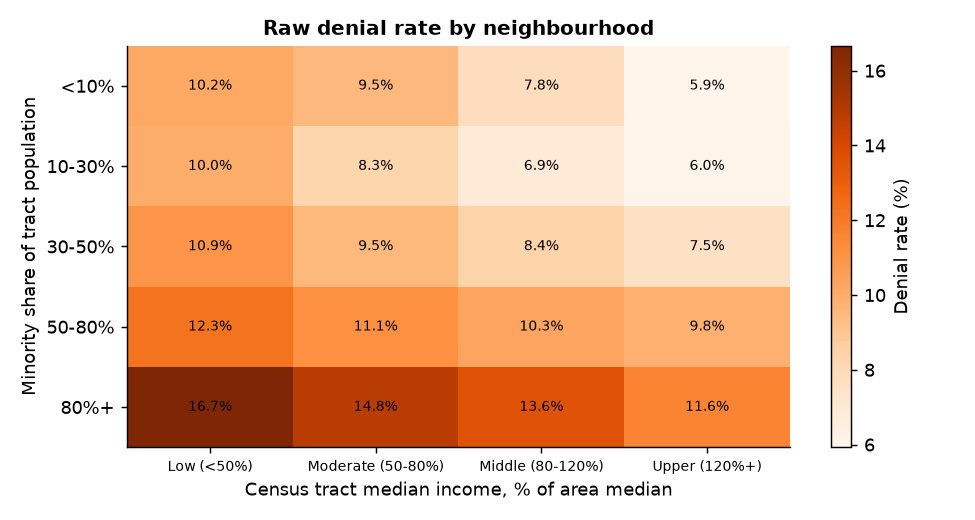 Raw denial rate by neighbourhood
Minority share of tract population
<10% 10.2% 9.5% 7.8% 5.9%
10-30% 10.0% 8.3% 6.9% 6.0%
30-50% 10.9% 9.5% 8.4% 7.5%
50-80% 12.3% 11.1% 10.3% 9.8%
80%+ 16.7% 14.8% 13.6% 11.6%
Low (<50%) Moderate (50-80%) Middle (80-120%) Upper (120%+)
Census tract median income, % of area median
16
14
12
10
8
6
Denial rate (%)